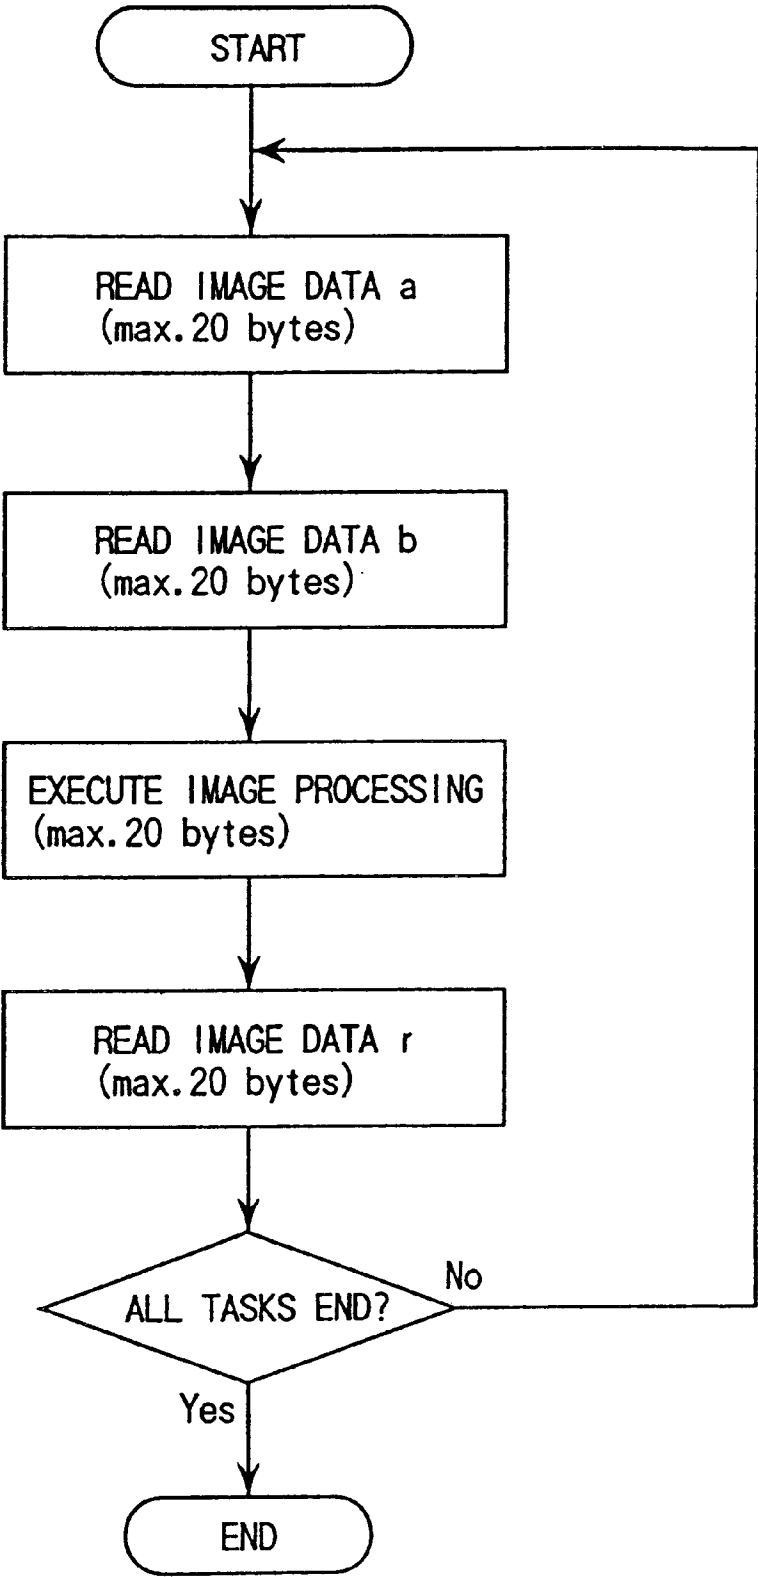 START
READ IMAGE DATA a
(max.20 bytes)
READ IMAGE DATA b
(max.20 bytes)
EXECUTE IMAGE PROCESSING
(max.20 bytes)
READ IMAGE DATA r
(max.20 bytes)
No
ALL TASKS END?
Yes
END